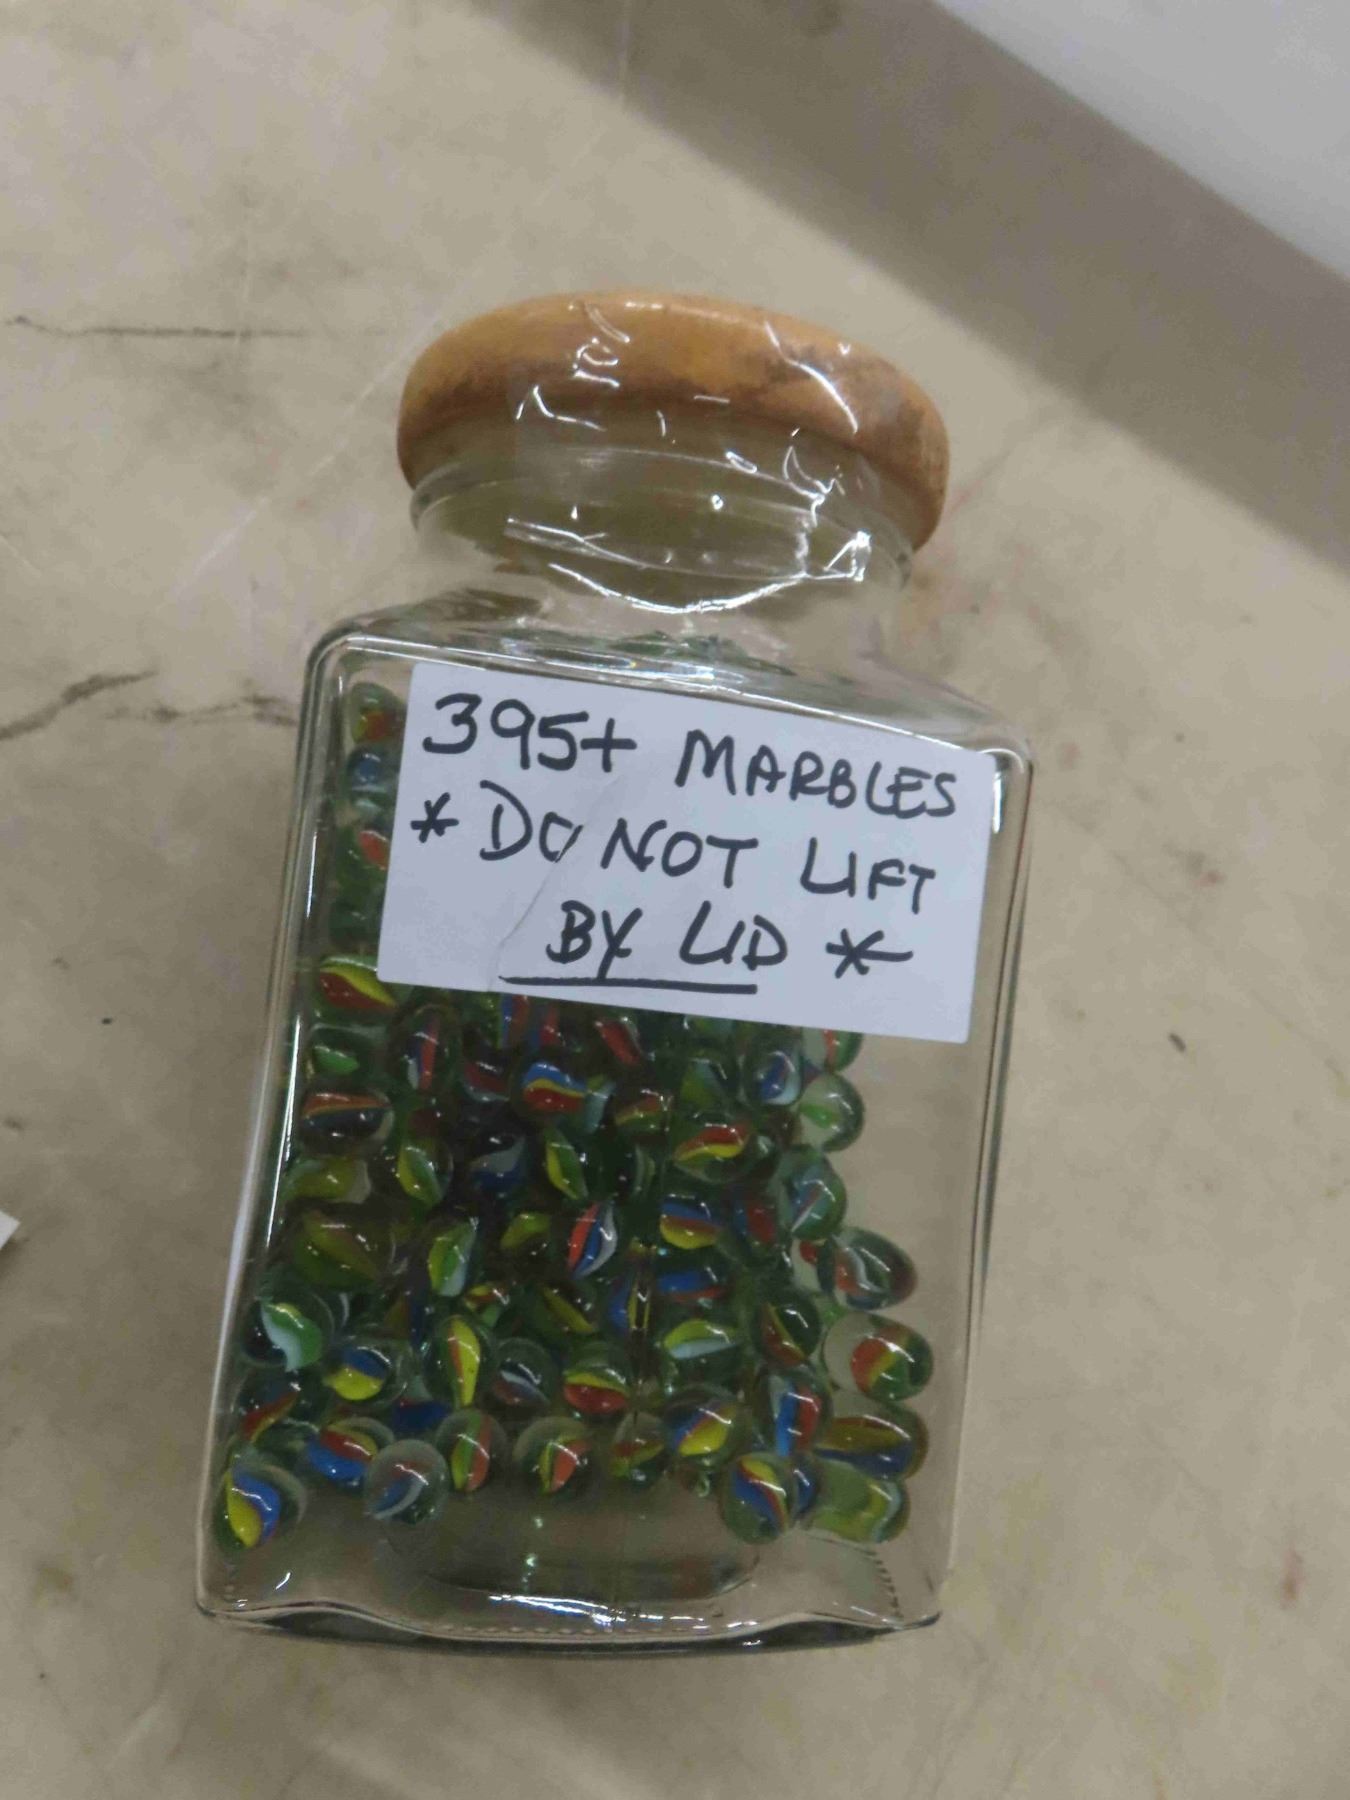 395+ MARBLES
* DO NOT LIFT
BY LID *